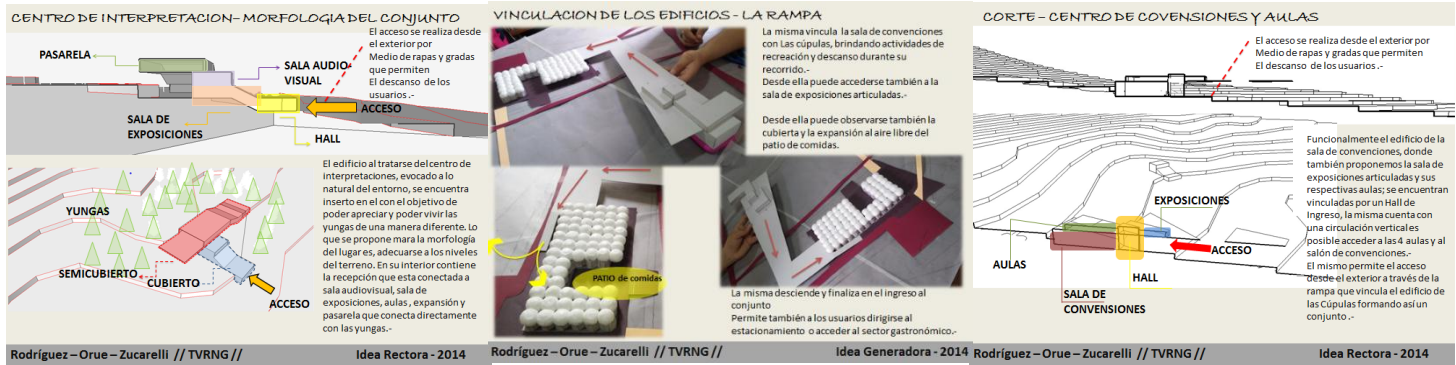 CENTRO DE INTERPRETACION– MORFOLOGIA DEL CONJUNTO
El acceso se realiza desde
el exterior por
Medio de rapas y gradas
que permiten
El descanso de los
usuarios .-
PASARELA
SALA AUDIO
VISUAL
ACCESO
SALA DE
EXPOSICIONES
HALL
YUNGAS
SEMICUBIERTO
CUBIERTO
ACCESO
El edificio al tratarse del centro de
interpretaciones, evocado a lo
natural del entorno, se encuentra
inserto en el con el objetivo de
poder apreciar y poder vivir las
yungas de una manera diferente. Lo
que se propone mara la morfología
del lugar es, adecuarse a los niveles
del terreno. En su interior contiene
la recepción que esta conectada a
sala audiovisual, sala de
exposiciones, aulas , expansión y
pasarela que conecta directamente
con las yungas.-
Rodríguez – Orue – Zucarelli // TVRNG //
Idea Rectora - 2014
VINCULACION DE LOS EDIFICIOS - LA RAMPA
La misma vincula la sala de convenciones
con Las cúpulas, brindando actividades de
recreación y descanso durante su
recorrido.-
Desde ella puede accederse también a la
sala de exposiciones articuladas.-
Desde ella puede observarse también la
cubierta y la expansión al aire libre del
patio de comidas.
PATIO de comidas
La misma desciende y finaliza en el ingreso al
conjunto
Permite también a los usuarios dirigirse al
estacionamiento o acceder al sector gastronómico.-
Rodríguez – Orue – Zucarelli // TVRNG //
Idea Generadora - 2014
CORTE – CENTRO DE COVENSIONES Y AULAS
El acceso se realiza desde el exterior por
Medio de rapas y gradas que permiten
El descanso de los usuarios .-
EXPOSICIONES
ACCESO
AULAS
HALL
SALA DE
CONVENSIONES
Funcionalmente el edificio de la
sala de convenciones, donde
también proponemos la sala de
exposiciones articuladas y sus
respectivas aulas; se encuentran
vinculadas por un Hall de
Ingreso, la misma cuenta con
una circulación vertical es
posible acceder a las 4 aulas y al
salón de convenciones.-
El mismo permite el acceso
desde el exterior a través de la
rampa que vincula el edificio de
las Cúpulas formando así un
conjunto .-
Rodríguez – Orue – Zucarelli // TVRNG //
Idea Rectora - 2014